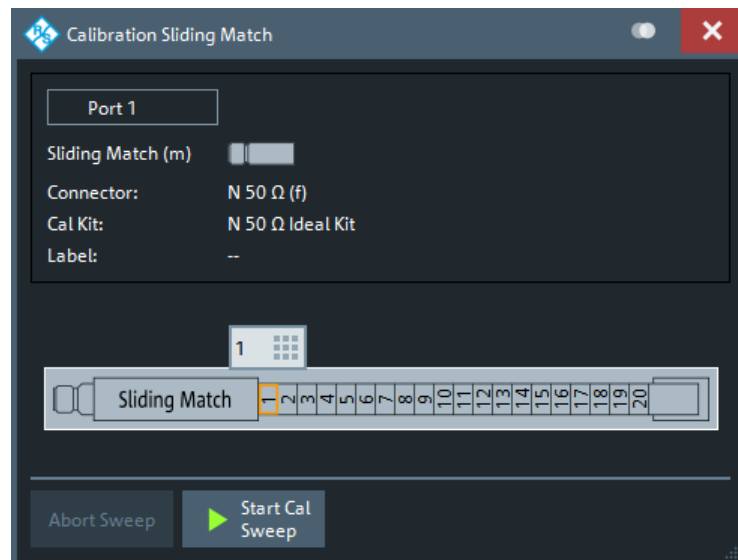 R&S Calibration Sliding Match
Port 1
Sliding Match (m)
Connector: N 50 Ω (f)
Cal Kit: N 50 Ω Ideal Kit
Label: --
1
Sliding Match 1 2 3 4 5 6 7 8 9 10 11 12 13 14 15 16 17 18 19 20
Abort Sweep
Start Cal
Sweep